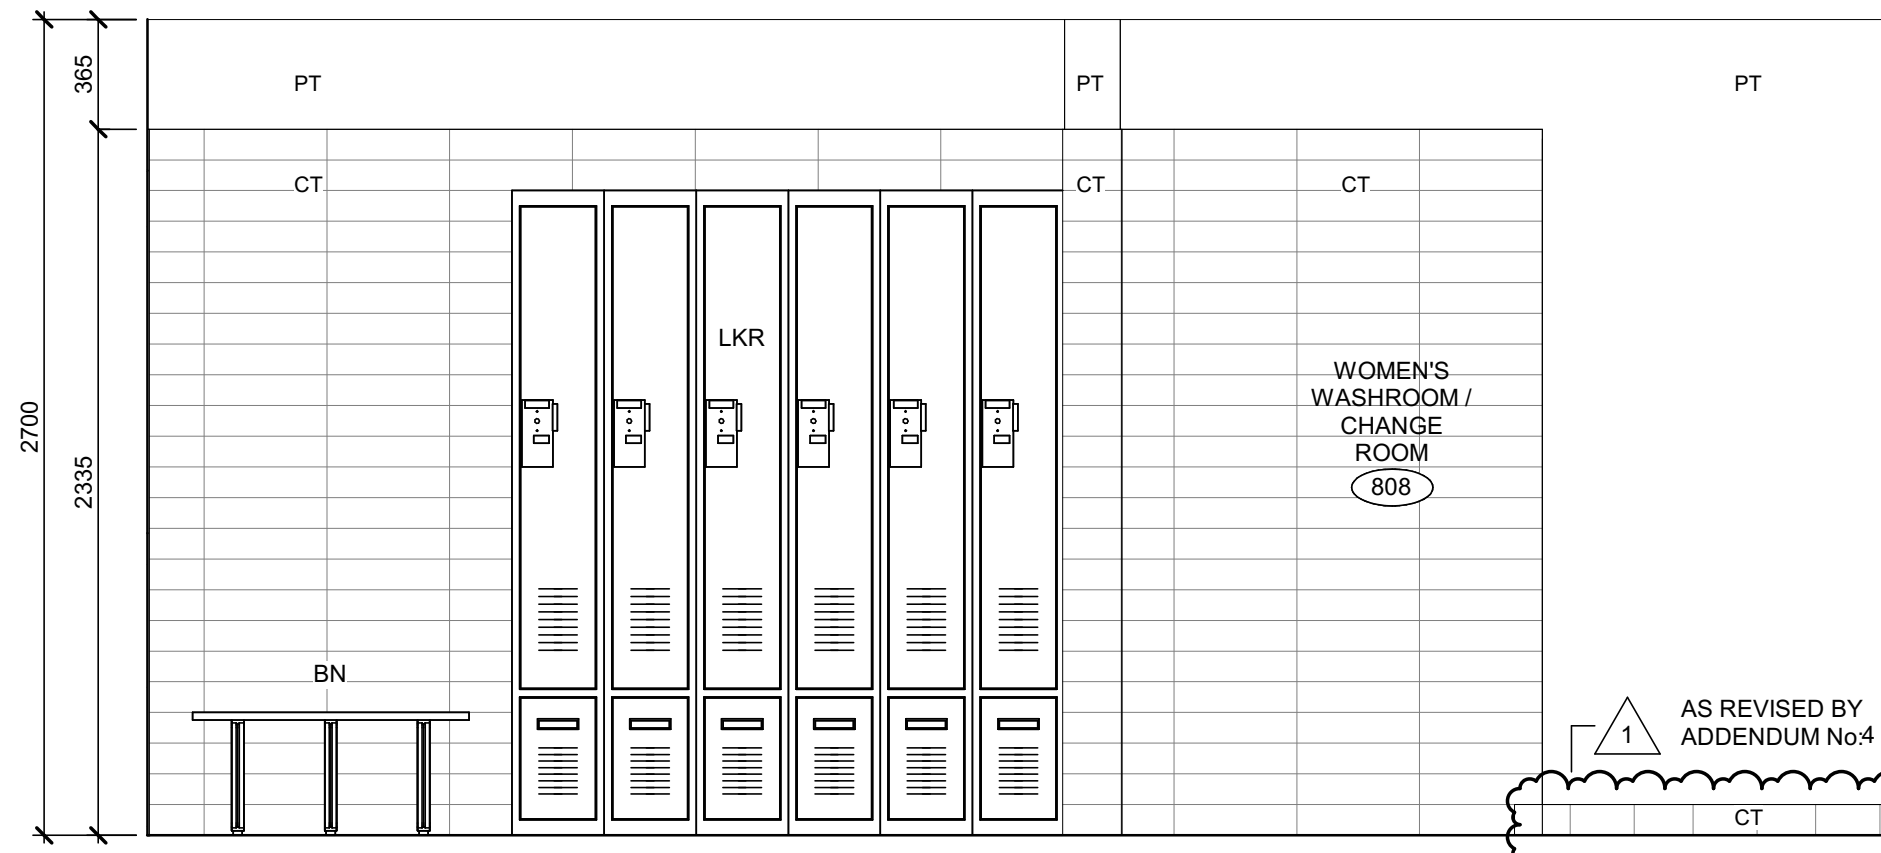 365
PT
PT
PT
CT
CT
CT
LKR
2700
2335
WOMEN'S
WASHROOM /
CHANGE
ROOM
808
BN
1
AS REVISED BY
ADDENDUM No:4
CT